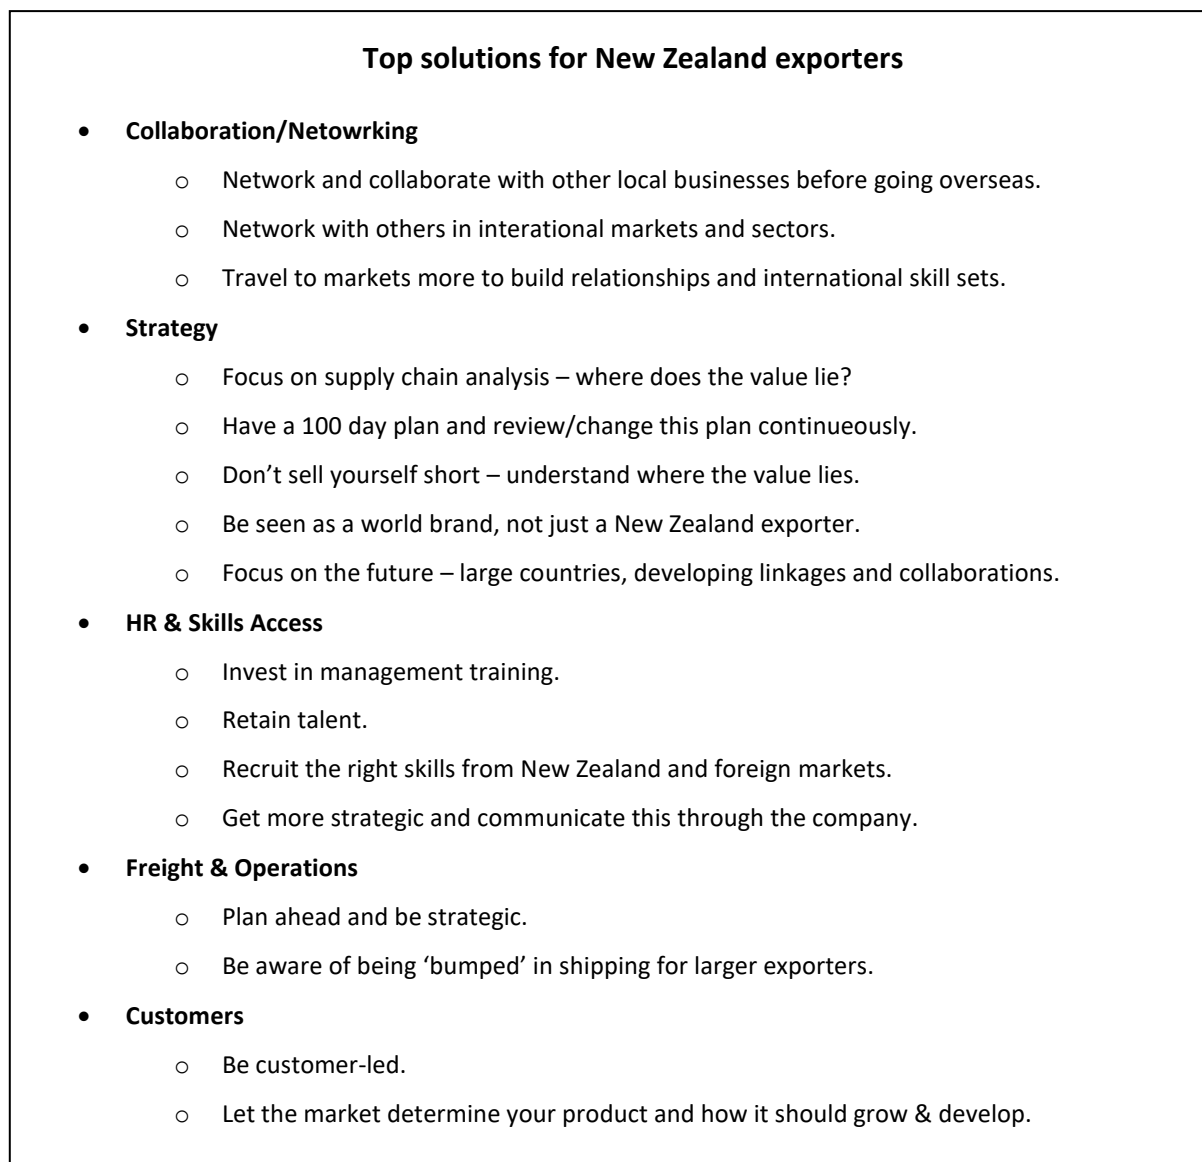 Top solutions for New Zealand exporters
• Collaboration/Netowrking
o Network and collaborate with other local businesses before going overseas.
o Network with others in interational markets and sectors.
o Travel to markets more to build relationships and international skill sets.
• Strategy
o Focus on supply chain analysis – where does the value lie?
o Have a 100 day plan and review/change this plan continueously.
o Don’t sell yourself short – understand where the value lies.
o Be seen as a world brand, not just a New Zealand exporter.
o Focus on the future – large countries, developing linkages and collaborations.
• HR & Skills Access
o Invest in management training.
o Retain talent.
o Recruit the right skills from New Zealand and foreign markets.
o Get more strategic and communicate this through the company.
• Freight & Operations
o Plan ahead and be strategic.
o Be aware of being ‘bumped’ in shipping for larger exporters.
• Customers
o Be customer-led.
o Let the market determine your product and how it should grow & develop.